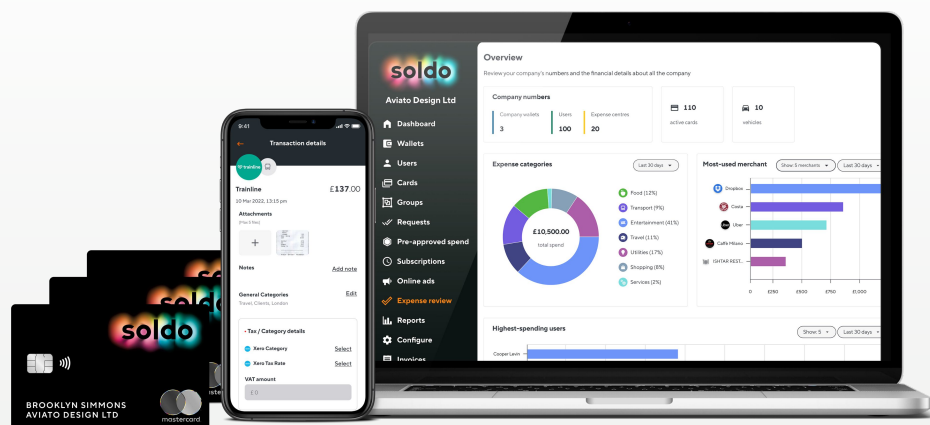 soldo
soldo
soldo
BROOKLYN SIMMONS
AVIATO DESIGN LTD
mastercard
9:41
Transaction details
trainline
Trainline
£137.00
10 Mar 2022, 13:15 pm
Attachments
+
Notes
Add note
General Categories
Edit
Travel, Clients, London
- Tax / Category details
Xero Category
Select
Xero Tax Rate
Select
VAT amount
£0
soldo
Aviato Design Ltd
Dashboard
Wallets
Users
Cards
Groups
Requests
Pre-approved spend
Subscriptions
Online ads
Expense review
Reports
Configure
Invoices
Overview
Review your company's numbers and the financial details about all the company
Company numbers
Company wallets
3
Users
100
Expense centres
20
110
active cards
10
vehicles
Expense categories
Last 30 days
£10,500.00
total spend
Food (12%)
Transport (9%)
Entertainment (41%)
Travel (11%)
Utilities (17%)
Shopping (8%)
Services (2%)
Most-used merchant
Show: 5 merchants
Last 30 days
Dropbox
Costa
Uber
Caffè Milano
ISHTAR REST...
0 £250 £500 £750 £1,000
Highest-spending users
Show: 5
Last 30 days
Cooper Levin